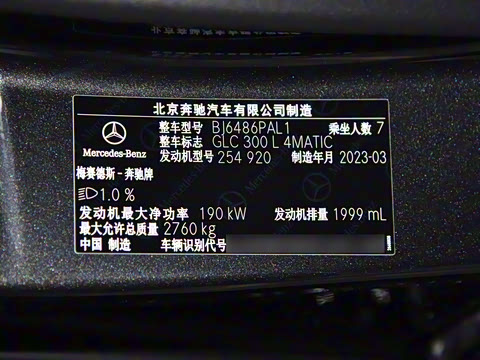 北京奔驰汽车有限公司制造
整车型号 BJ6486PAL1 乘坐人数 7
整车标志 GLC 300 L 4MATIC
Mercedes-Benz 发动机型号 254 920 制造年月 2023-03
梅赛德斯-奔驰牌
1.0 %
发动机最大净功率 190 kW 发动机排量 1999 mL
最大允许总质量 2760 kg
中国 制造 车辆识别代号